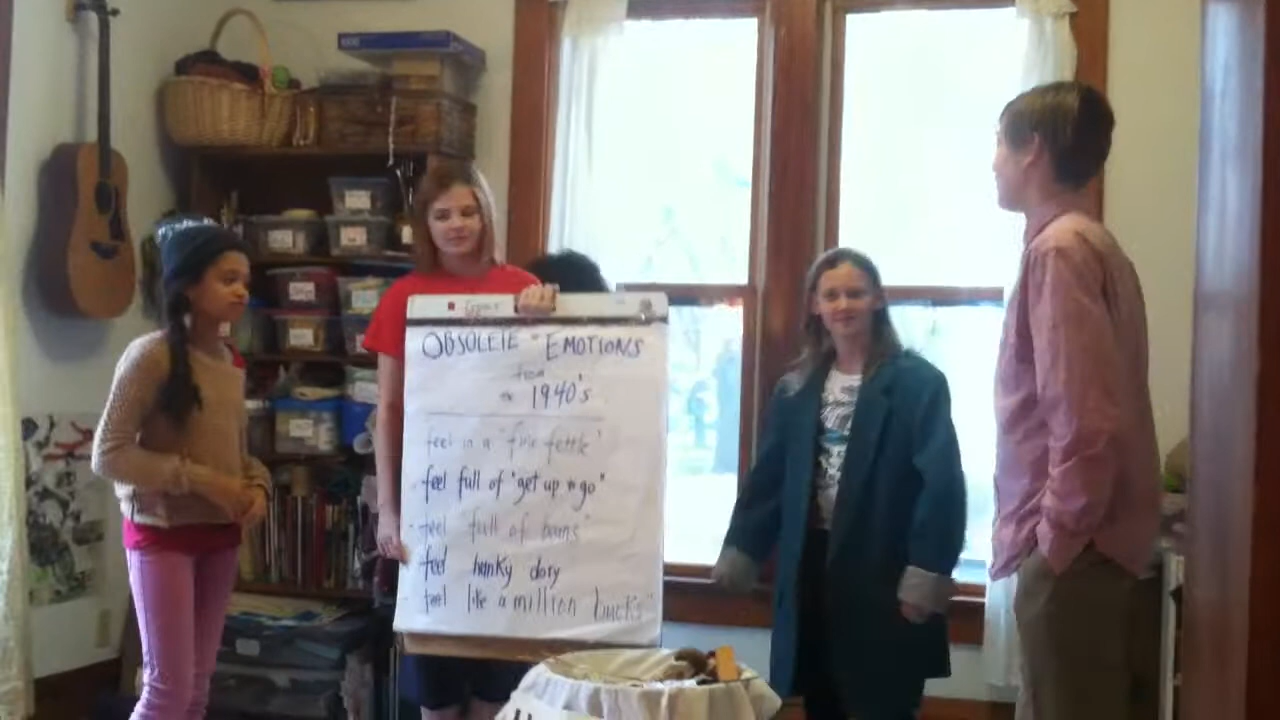 OBSOLETE - EMOTIONS
from
1940's
feel in a "fine fettle"
- feel full of "get up n go"
- feel full of beans"
- feel hunky dory
- feel like a million bucks"